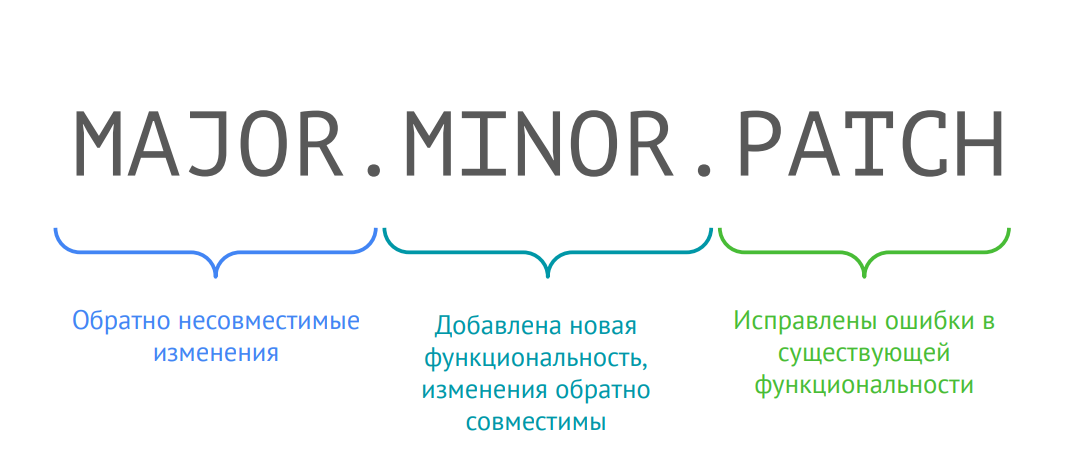 MAJOR.MINOR.PATCH
Обратно несовместимые
изменения
Добавлена новая
функциональность,
изменения обратно
совместимы
Исправлены ошибки в
существующей
функциональности